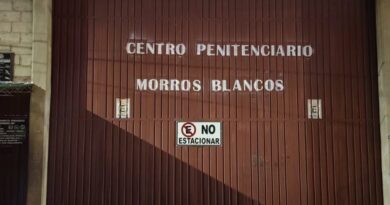 CENTRO PENITENCIARIO
MORROS BLANCOS
E NO
ESTACIONAR